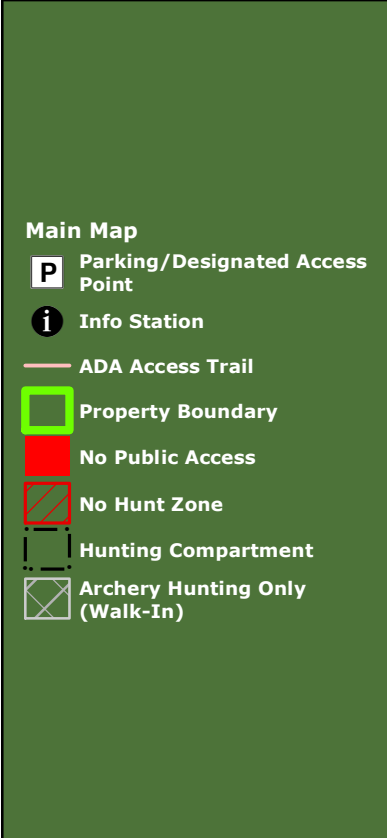 Main Map
P
Parking/Designated Access
Point
i
Info Station
ADA Access Trail
Property Boundary
No Public Access
No Hunt Zone
Hunting Compartment
Archery Hunting Only
(Walk-In)